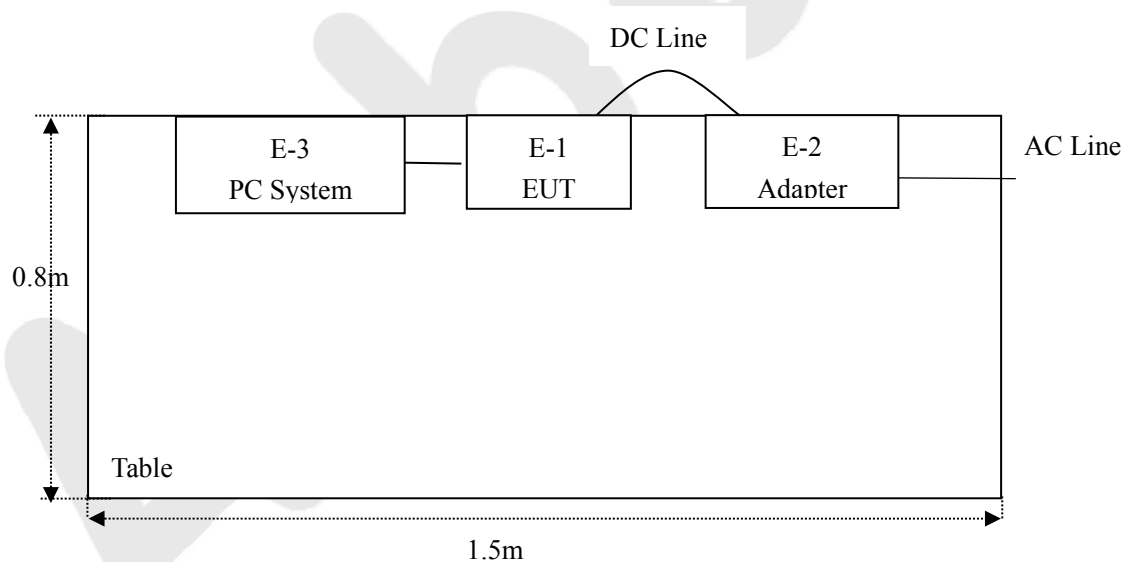 DC Line
E-3
PC System
E-1
EUT
E-2
Adapter
AC Line
0.8m
Table
1.5m